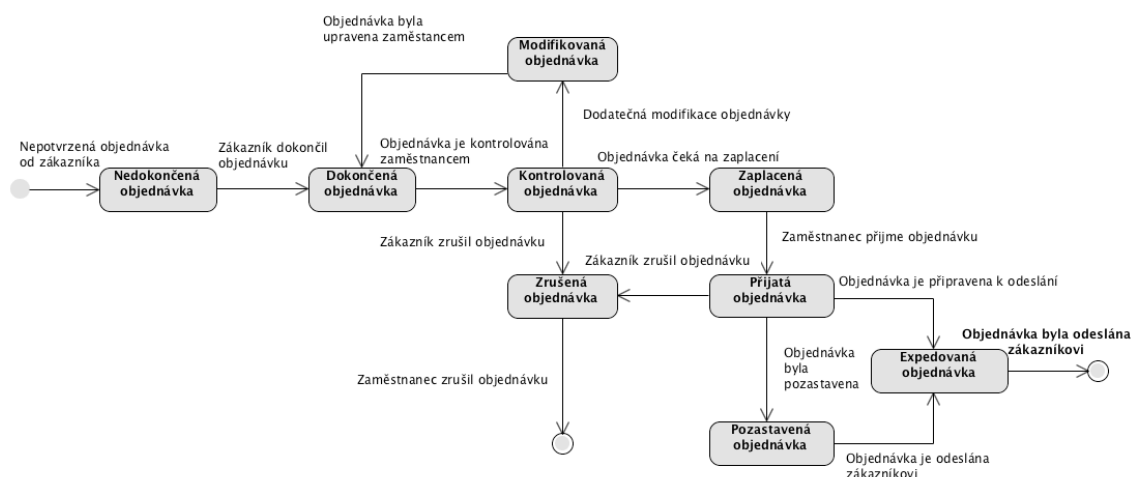 Objednávka byla
upravena zaměstancem
Modifikovaná
objednávka
Dodatečná modifikace objednávky
Nepotvrzená objednávka
od zákazníka
Zákazník dokončil
objednávku
Objednávka je kontrolována
zaměstnancem
Objednávka čeká na zaplacení
Nedokončená
objednávka
Dokončená
objednávka
Kontrolovaná
objednávka
Zaplacená
objednávka
Zákazník zrušil objednávku
Zaměstnanec přijme objednávku
Zákazník zrušil objednávku
Zrušená
objednávka
Přijatá
objednávka
Objednávka je připravena k odeslání
Objednávka byla odeslána
zákazníkovi
Objednávka
byla
pozastavena
Expedovaná
objednávka
Zaměstnanec zrušil objednávku
Pozastavená
objednávka
Objednávka je odeslána
zákazníkovi